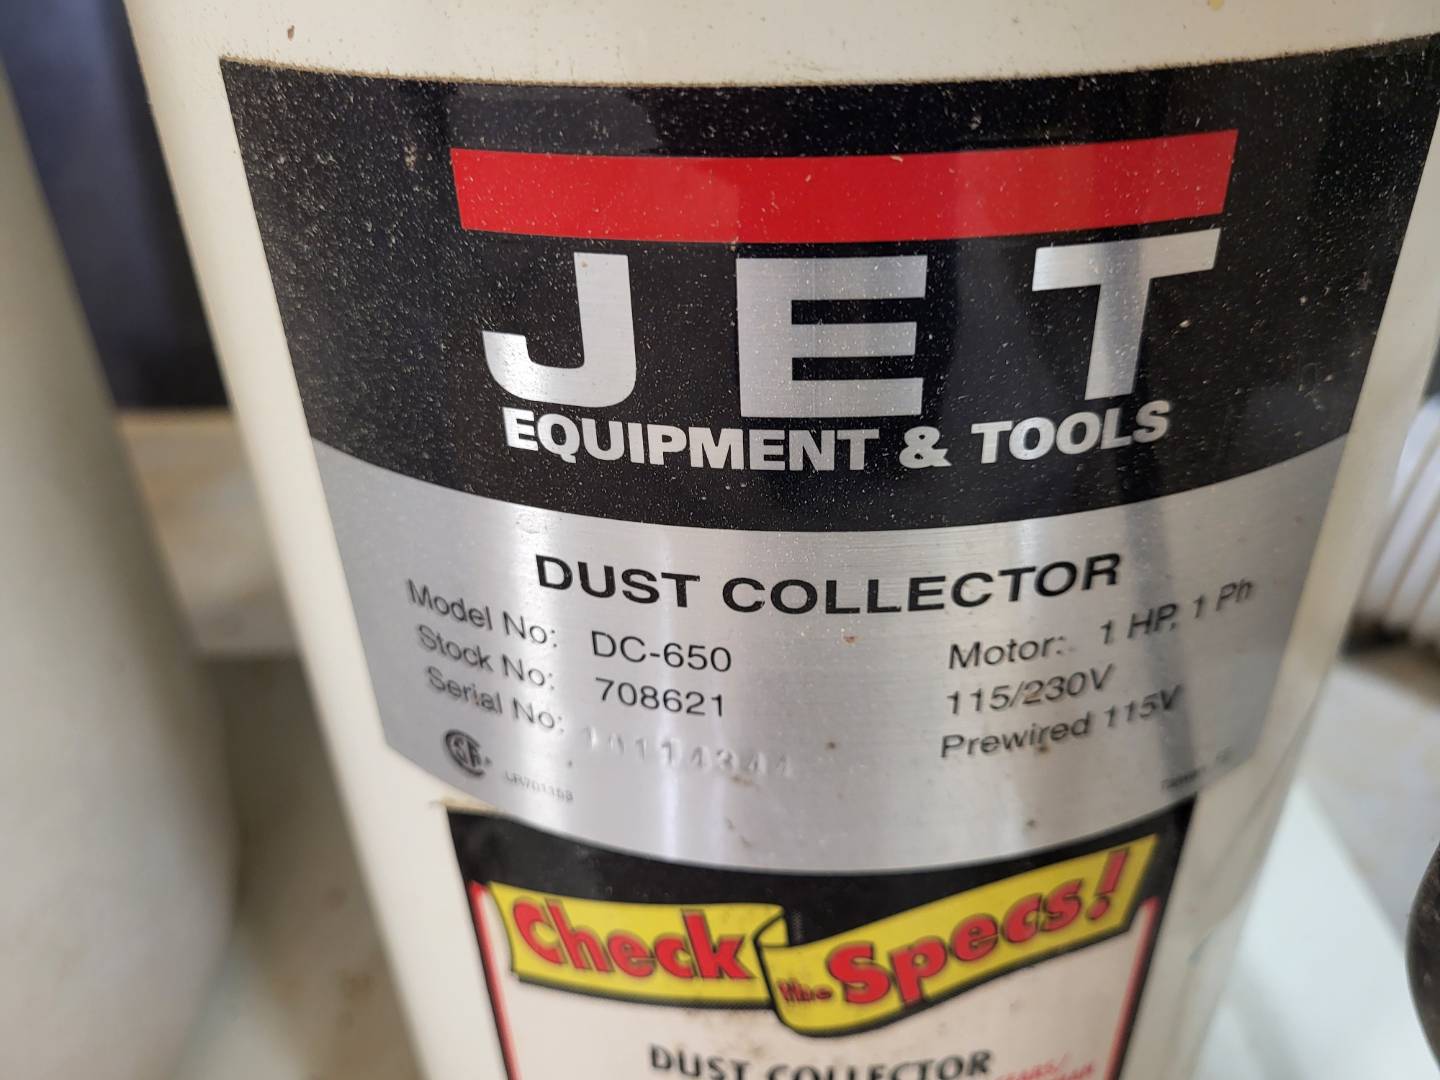 JET
EQUIPMENT & TOOLS
DUST COLLECTOR
Model No: DC-650
Stock No: 708621
Serial No:
Motor: 1 HP, 1 Ph
115/230V
Prewired 115V
Check the Specs!
DUST COLLECTOR